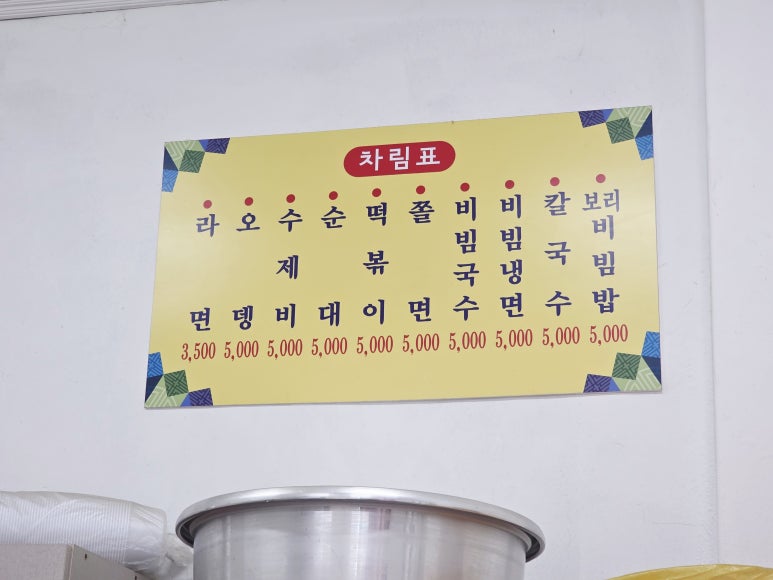 차림표
라면 3,500
오뎅 5,000
수제비 5,000
순대 5,000
떡볶이 5,000
쫄면 5,000
비빔국수 5,000
비빔냉면 5,000
칼국수 5,000
보리비빔밥 5,000